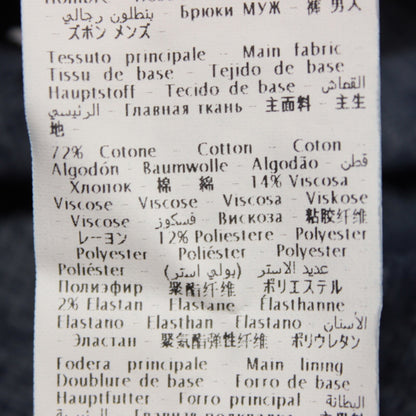 بنطلون رجالي - Брюки МУЖ - 裤 男人
- ズボン メンズ -
Tessuto principale - Main fabric
Tissu de base - Tejido de base
Hauptstoff - Tecido de base - القماش
الرئيسي - Главная ткань - 主面料 - 主生
地 -
72% Cotone - Cotton - Coton
Algodón - Baumwolle - Algodão - قطن
- Хлопок - 棉 - 綿 - 14% Viscosa
Viscose - Viscose - Viscosa - Viskose
- Viscose - فسكوز - Вискоза - 粘胶纤维
- レーヨン - 12% Poliestere - Polyester
- Polyester - Poliéster - Polyester
Poliéster - عديد الاستر (بولي استر) -
Полиэфир - 聚酯纤维 - ポリエステル
2% Elastan - Elastane - Élasthanne
Elastano - Elasthan - Elastano - الأستان
- Эластан - 聚氨酯弹性纤维 - ポリウレタン
Fodera principale - Main lining
Doublure de base - Forro de base
Hauptfutter - Forro principal - البطانة